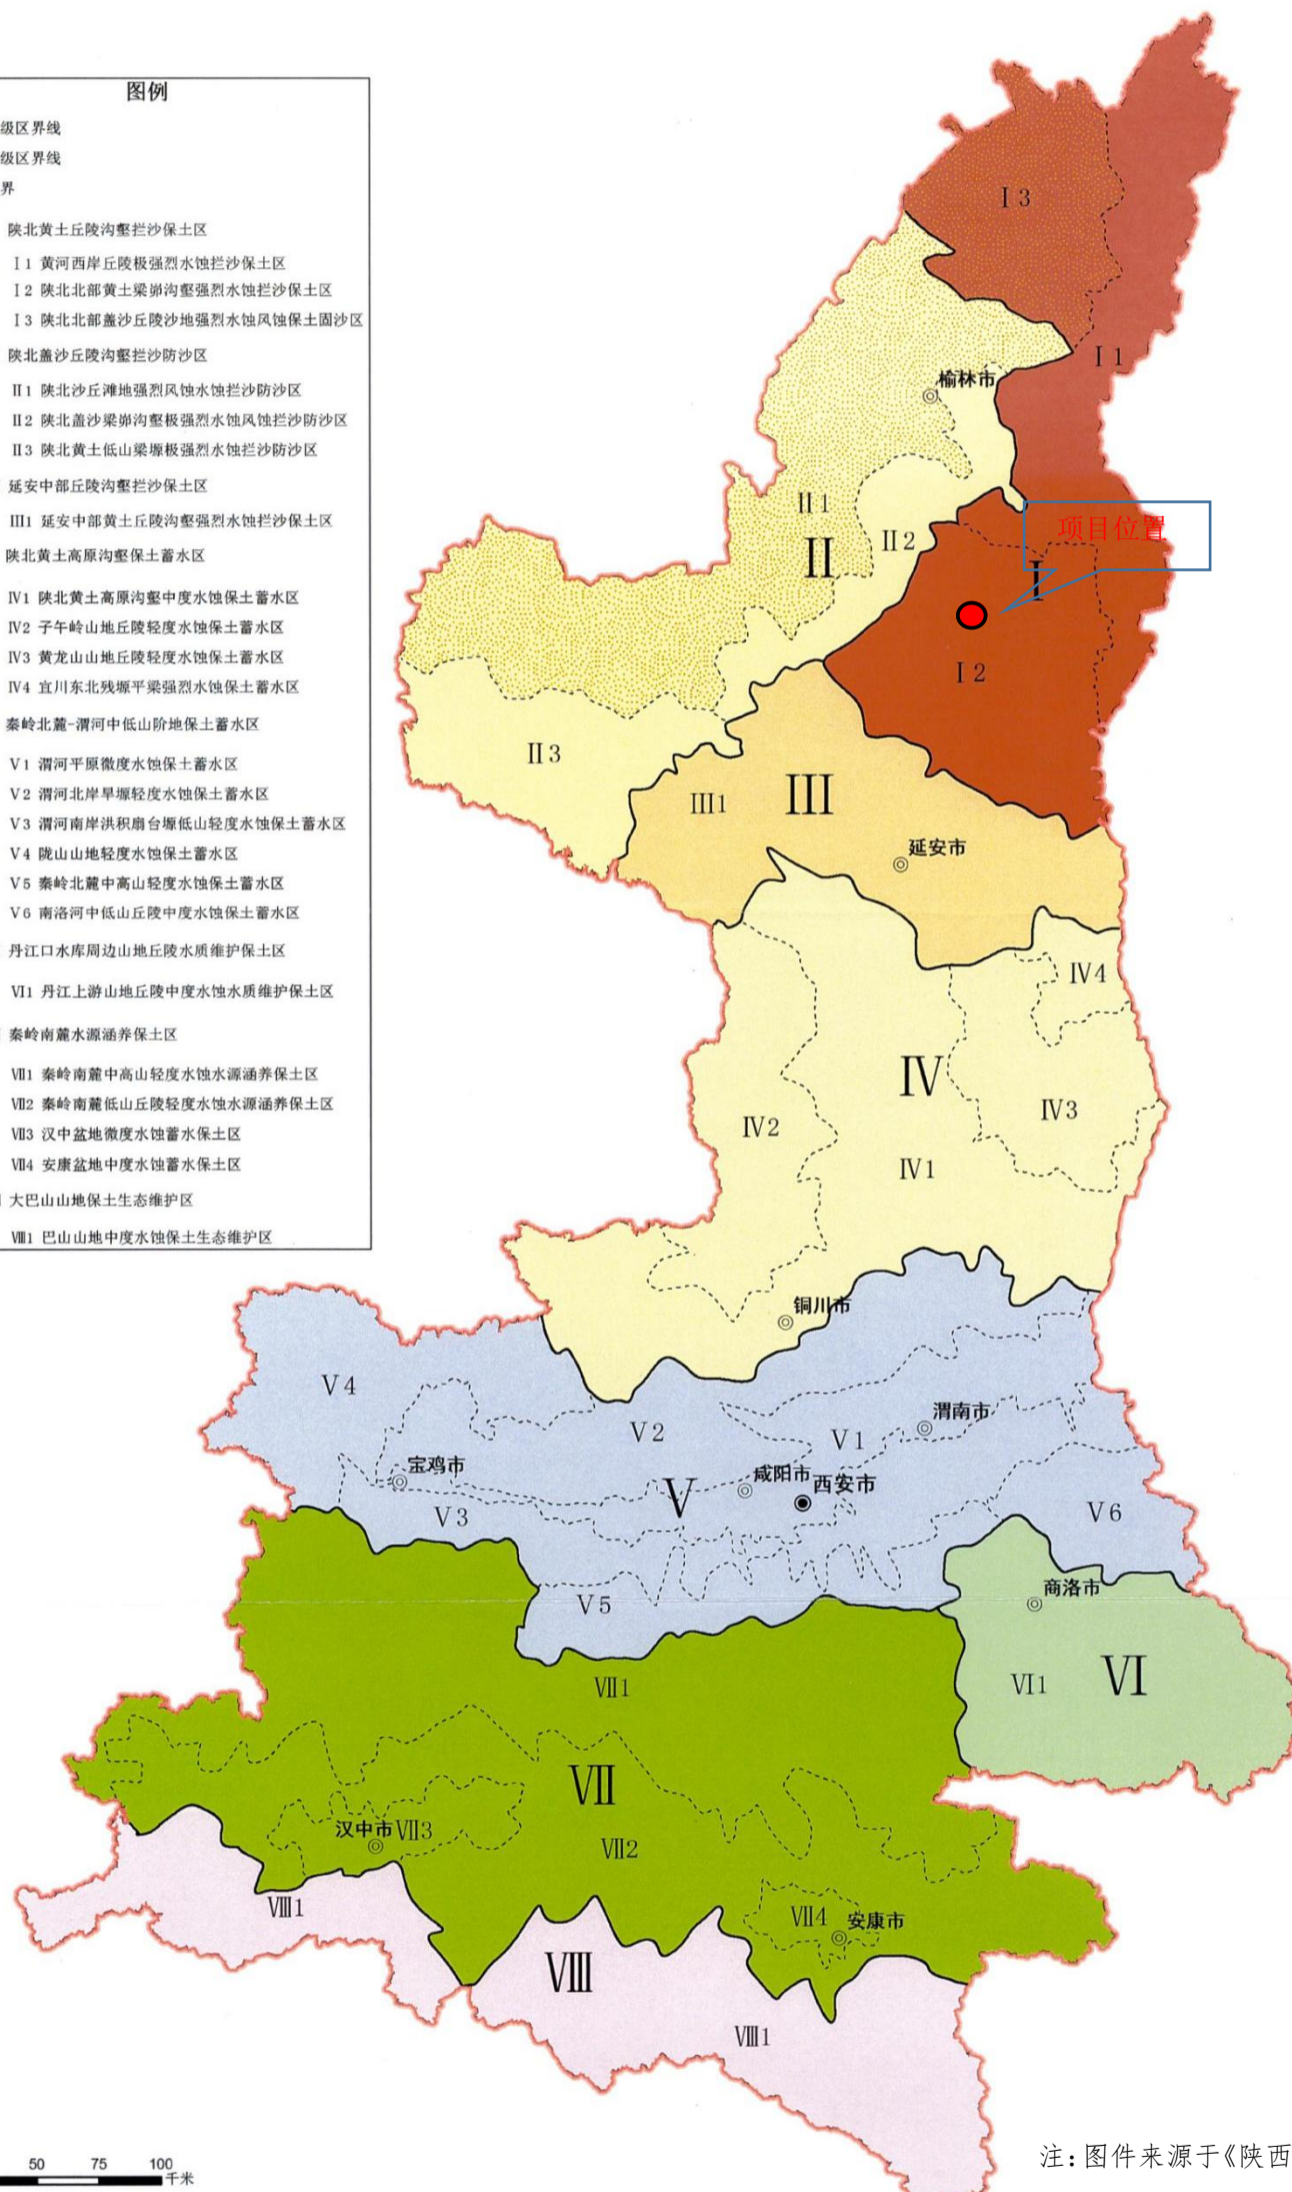 图例
级区界线
级区界线
界
陕北黄土丘陵沟壑拦沙保土区
Ⅰ1 黄河西岸丘陵极强烈水蚀拦沙保土区
Ⅰ2 陕北北部黄土梁峁沟壑强烈水蚀拦沙保土区
Ⅰ3 陕北北部盖沙丘陵沙地强烈水蚀风蚀保土固沙区
陕北盖沙丘陵沟壑拦沙防沙区
Ⅱ1 陕北沙丘滩地强烈风蚀水蚀拦沙防沙区
Ⅱ2 陕北盖沙梁峁沟壑极强烈水蚀风蚀拦沙防沙区
Ⅱ3 陕北黄土低山梁塬极强烈水蚀拦沙防沙区
延安中部丘陵沟壑拦沙保土区
Ⅲ1 延安中部黄土丘陵沟壑强烈水蚀拦沙保土区
陕北黄土高原沟壑保土蓄水区
Ⅳ1 陕北黄土高原沟壑中度水蚀保土蓄水区
Ⅳ2 子午岭山地丘陵轻度水蚀保土蓄水区
Ⅳ3 黄龙山山地丘陵轻度水蚀保土蓄水区
Ⅳ4 宜川东北残塬平梁强烈水蚀保土蓄水区
秦岭北麓-渭河中低山阶地保土蓄水区
Ⅴ1 渭河平原微度水蚀保土蓄水区
Ⅴ2 渭河北岸旱塬轻度水蚀保土蓄水区
Ⅴ3 渭河南岸洪积扇台塬低山轻度水蚀保土蓄水区
Ⅴ4 陇山山地轻度水蚀保土蓄水区
Ⅴ5 秦岭北麓中高山轻度水蚀保土蓄水区
Ⅴ6 南洛河中低山丘陵中度水蚀保土蓄水区
丹江口水库周边山地丘陵水质维护保土区
Ⅵ1 丹江上游山地丘陵中度水蚀水质维护保土区
秦岭南麓水源涵养保土区
Ⅶ1 秦岭南麓中高山轻度水蚀水源涵养保土区
Ⅶ2 秦岭南麓低山丘陵轻度水蚀水源涵养保土区
Ⅶ3 汉中盆地微度水蚀蓄水保土区
Ⅶ4 安康盆地中度水蚀蓄水保土区
大巴山山地保土生态维护区
Ⅷ1 巴山山地中度水蚀保土生态维护区
Ⅰ3
Ⅰ1
榆林市
Ⅱ1
Ⅱ2
Ⅱ
项目位置
Ⅰ
Ⅰ2
Ⅱ3
Ⅲ1
Ⅲ
延安市
Ⅳ4
Ⅳ
Ⅳ3
Ⅳ2
Ⅳ1
铜川市
Ⅴ4
Ⅴ2
Ⅴ1
渭南市
宝鸡市
咸阳市
西安市
Ⅴ
Ⅴ3
Ⅴ6
Ⅴ5
商洛市
Ⅶ1
Ⅵ1
Ⅵ
Ⅶ
汉中市
Ⅶ3
Ⅶ2
Ⅷ1
Ⅶ4
安康市
Ⅷ
Ⅷ1
50 75 100
千米
注:图件来源于《陕西